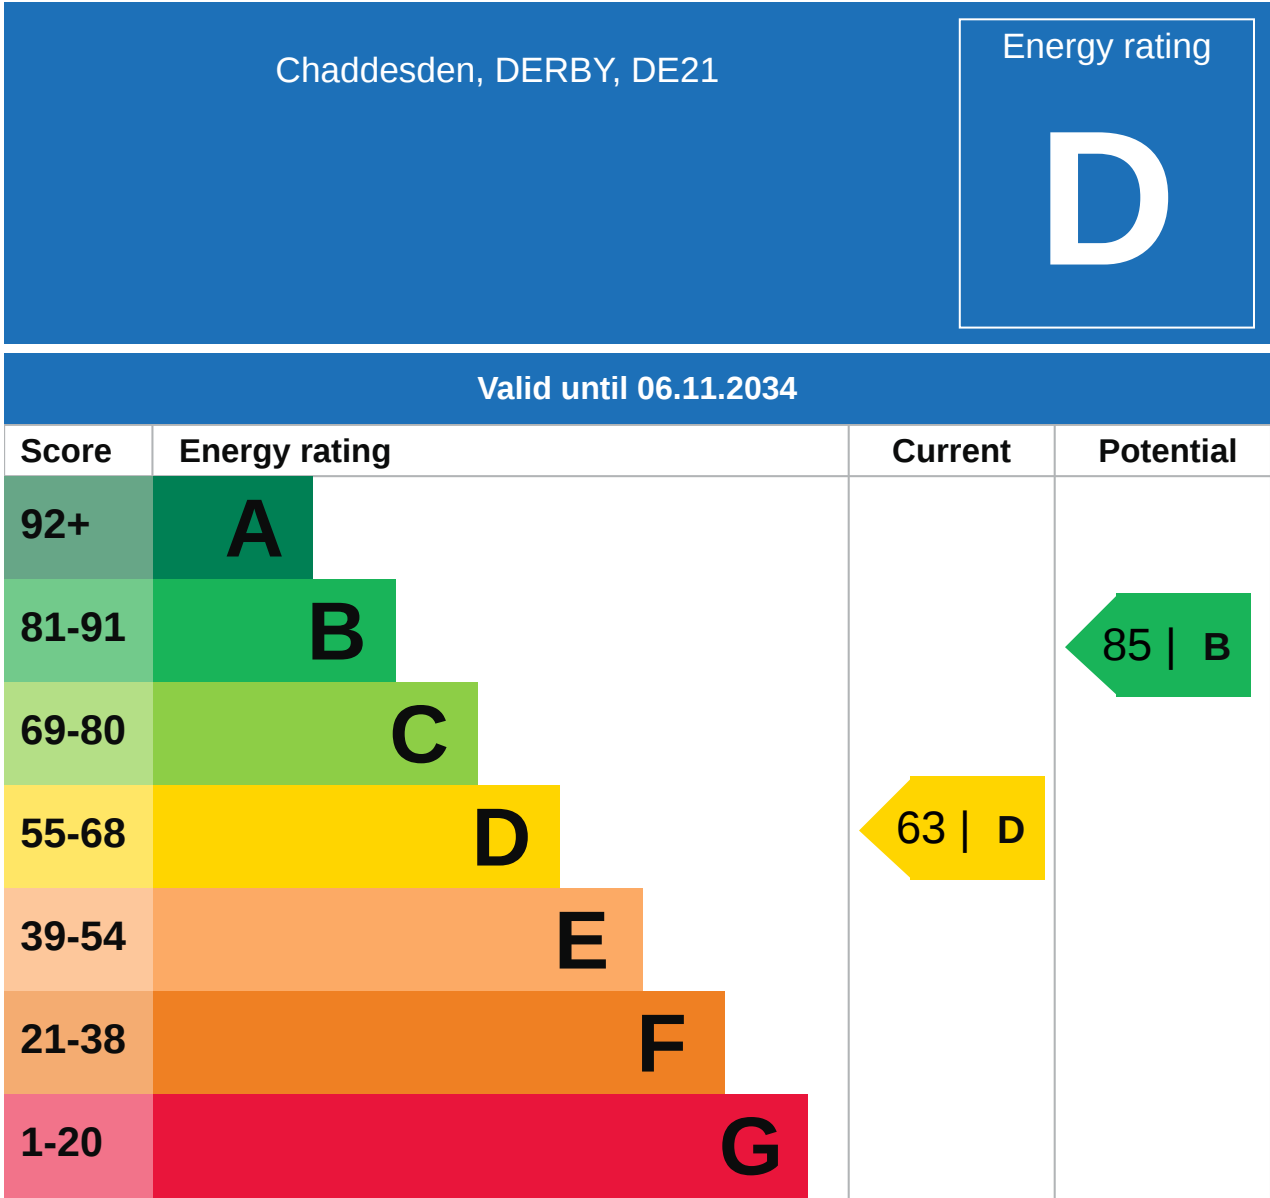 Chaddesden, DERBY, DE21
Energy rating
D
Valid until 06.11.2034
Score Energy rating Current Potential
92+ A
81-91 B 85 | B
69-80 C
55-68 D 63 | D
39-54 E
21-38 F
1-20 G